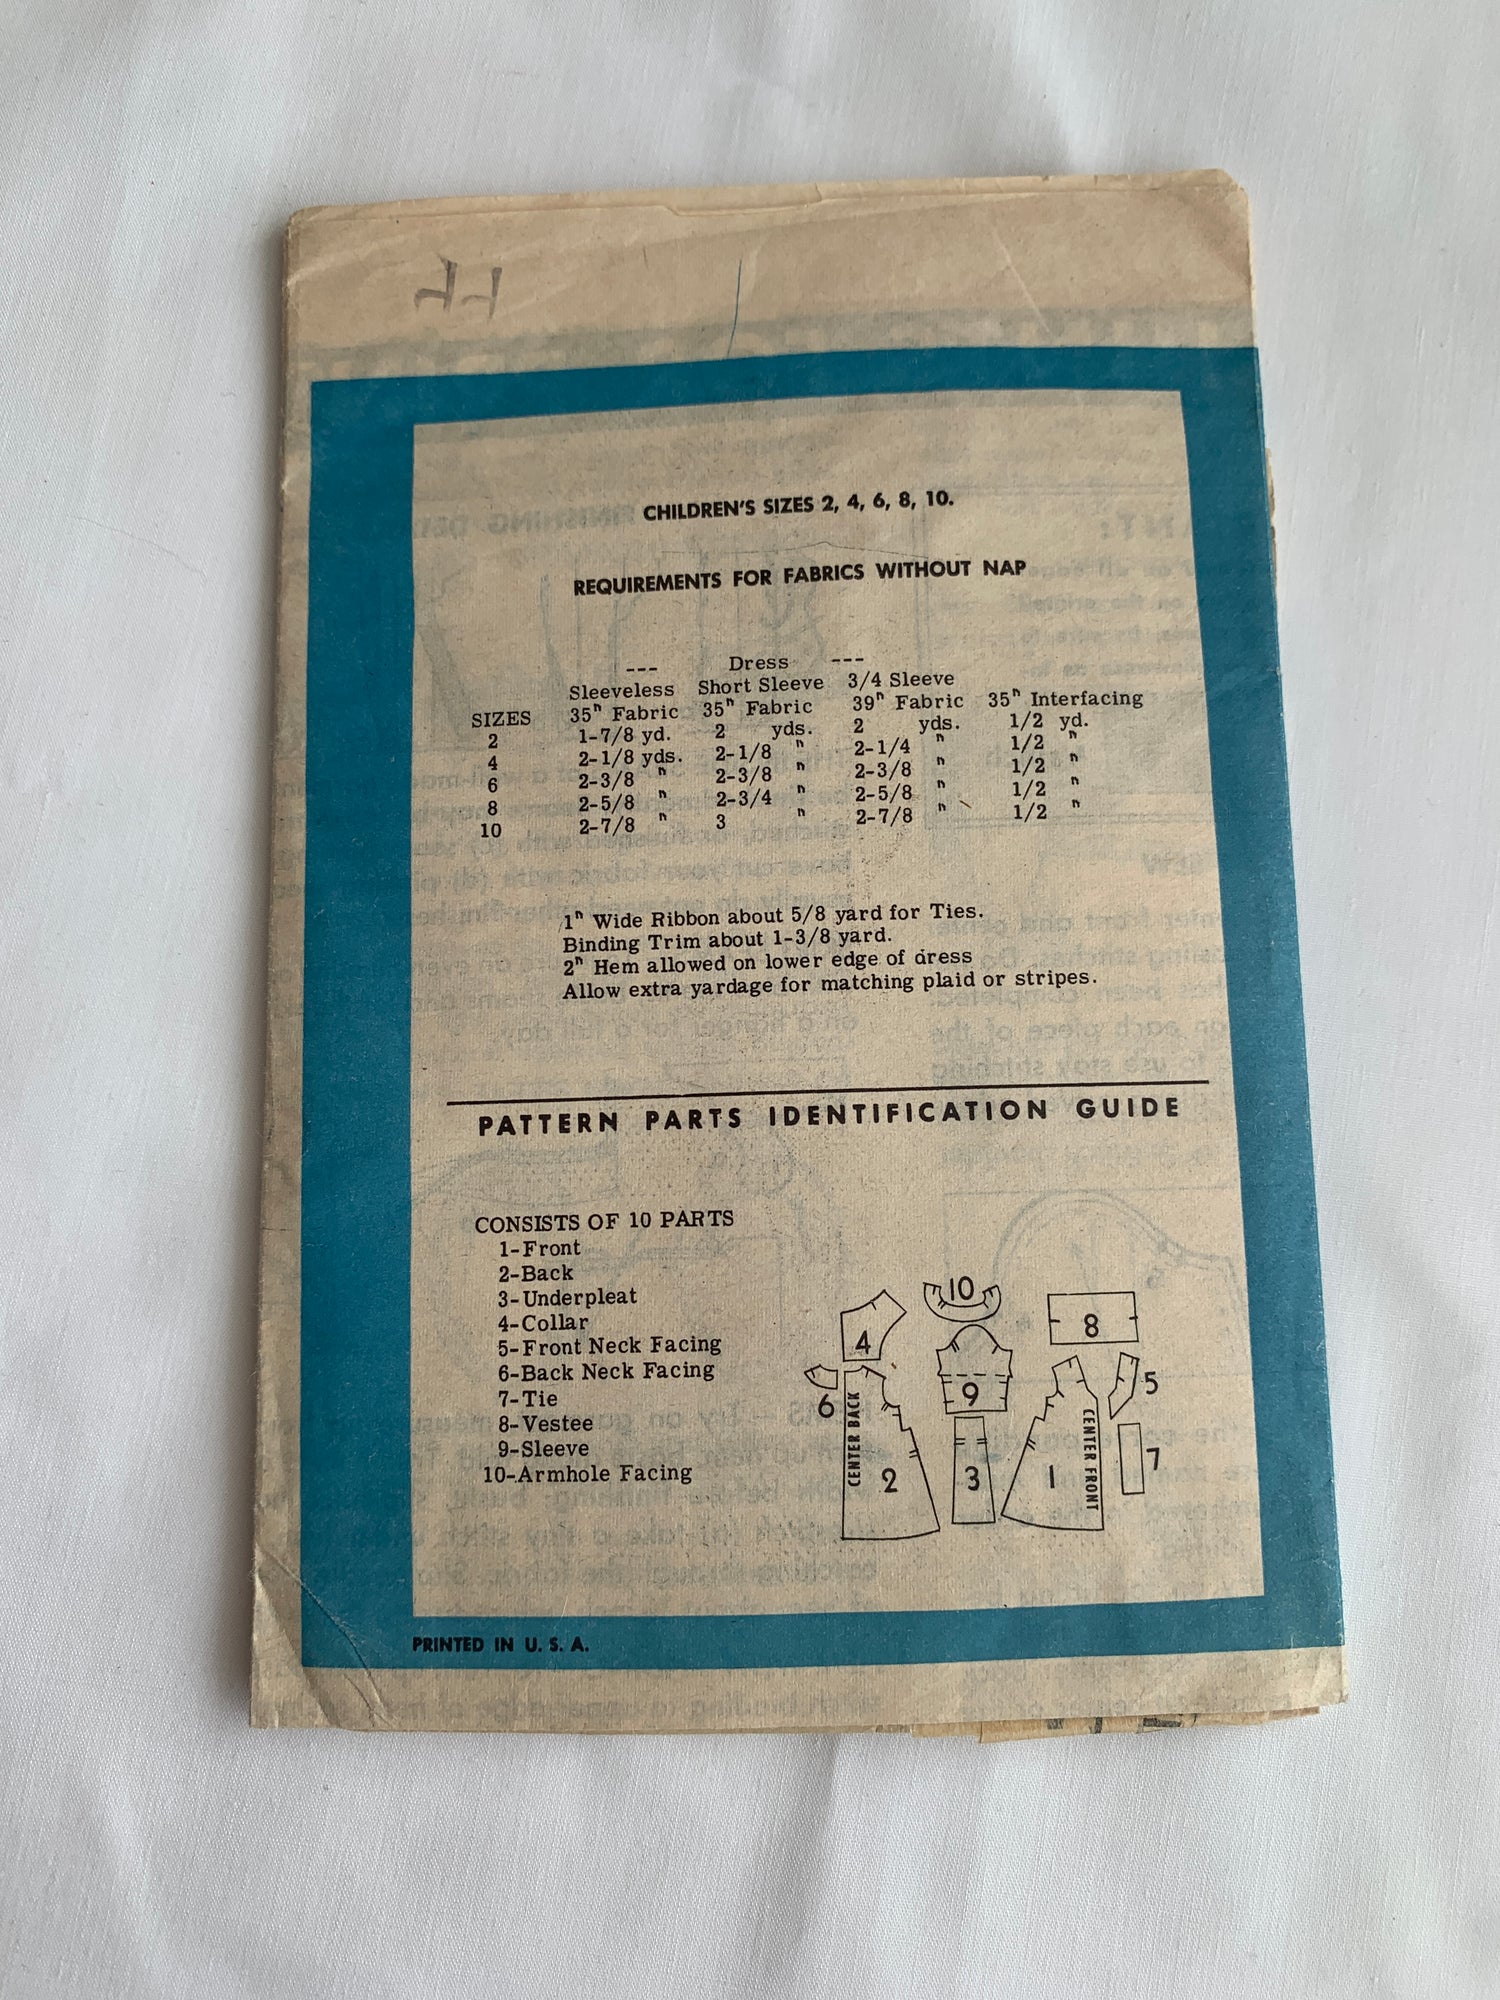 CHILDREN'S SIZES 2, 4, 6, 8, 10.
REQUIREMENTS FOR FABRICS WITHOUT NAP
--- Dress ---
Sleeveless Short Sleeve 3/4 Sleeve
SIZES 35" Fabric 35" Fabric 39" Fabric 35" Interfacing
2 1-7/8 yd. 2 yds. 2 yds. 1/2 yd.
4 2-1/8 yds. 2-1/8 " 2-1/4 " 1/2 "
6 2-3/8 " 2-3/8 " 2-3/8 " 1/2 "
8 2-5/8 " 2-3/4 " 2-5/8 " 1/2 "
10 2-7/8 " 3 " 2-7/8 " 1/2 "
1" Wide Ribbon about 5/8 yard for Ties.
Binding Trim about 1-3/8 yard.
2" Hem allowed on lower edge of dress
Allow extra yardage for matching plaid or stripes.
PATTERN PARTS IDENTIFICATION GUIDE
CONSISTS OF 10 PARTS
1-Front
2-Back
3-Underpleat
4-Collar
5-Front Neck Facing
6-Back Neck Facing
7-Tie
8-Vestee
9-Sleeve
10-Armhole Facing
10
4
8
6
9
5
CENTER BACK
2
3
1
CENTER FRONT
7
PRINTED IN U. S. A.